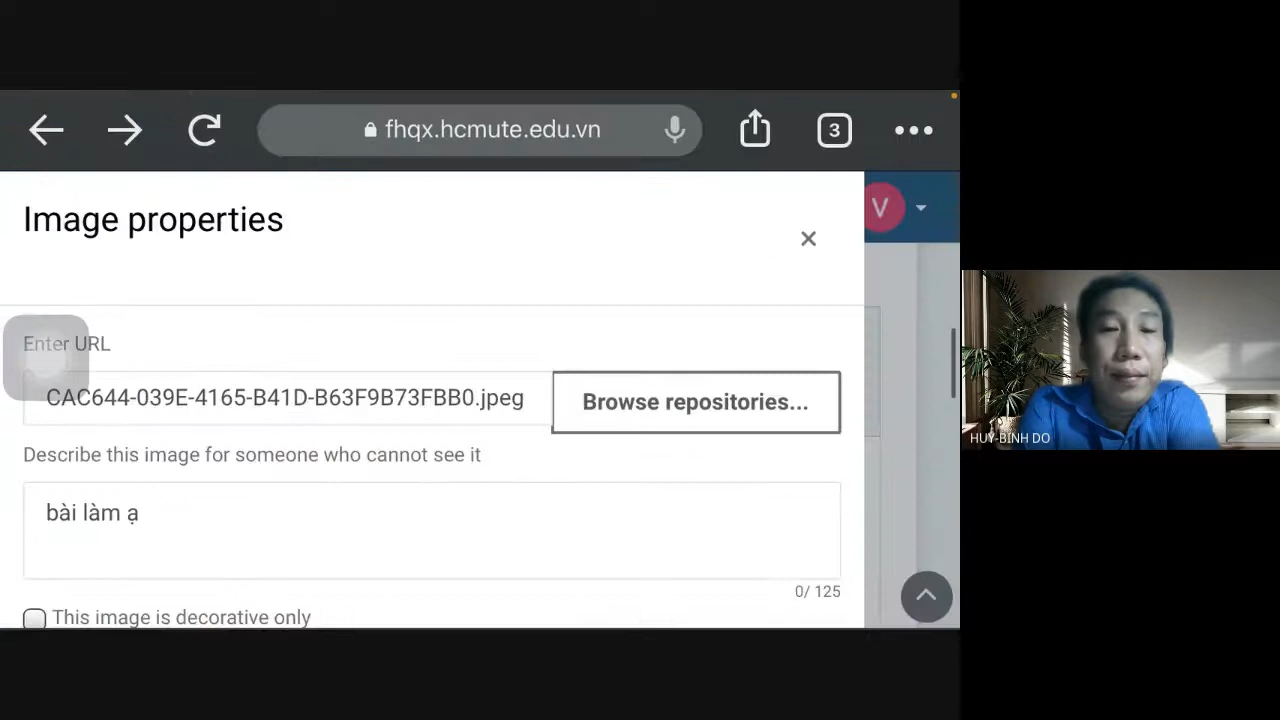 fhqx.hcmute.edu.vn
3
Image properties
V
Enter URL
CAC644-039E-4165-B41D-B63F9B73FBB0.jpeg
Browse repositories...
Describe this image for someone who cannot see it
bài làm ạ
0/ 125
This image is decorative only
HUY-BINH DO